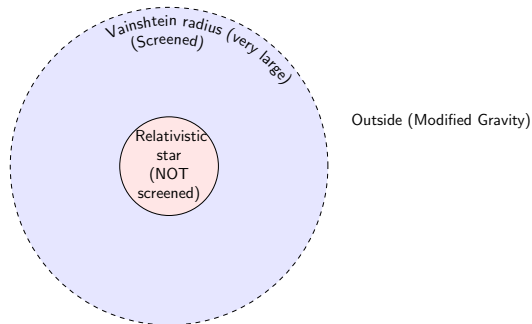 Vainshtein radius (very large)
(Screened)
Outside (Modified Gravity)
Relativistic
star
(NOT
screened)